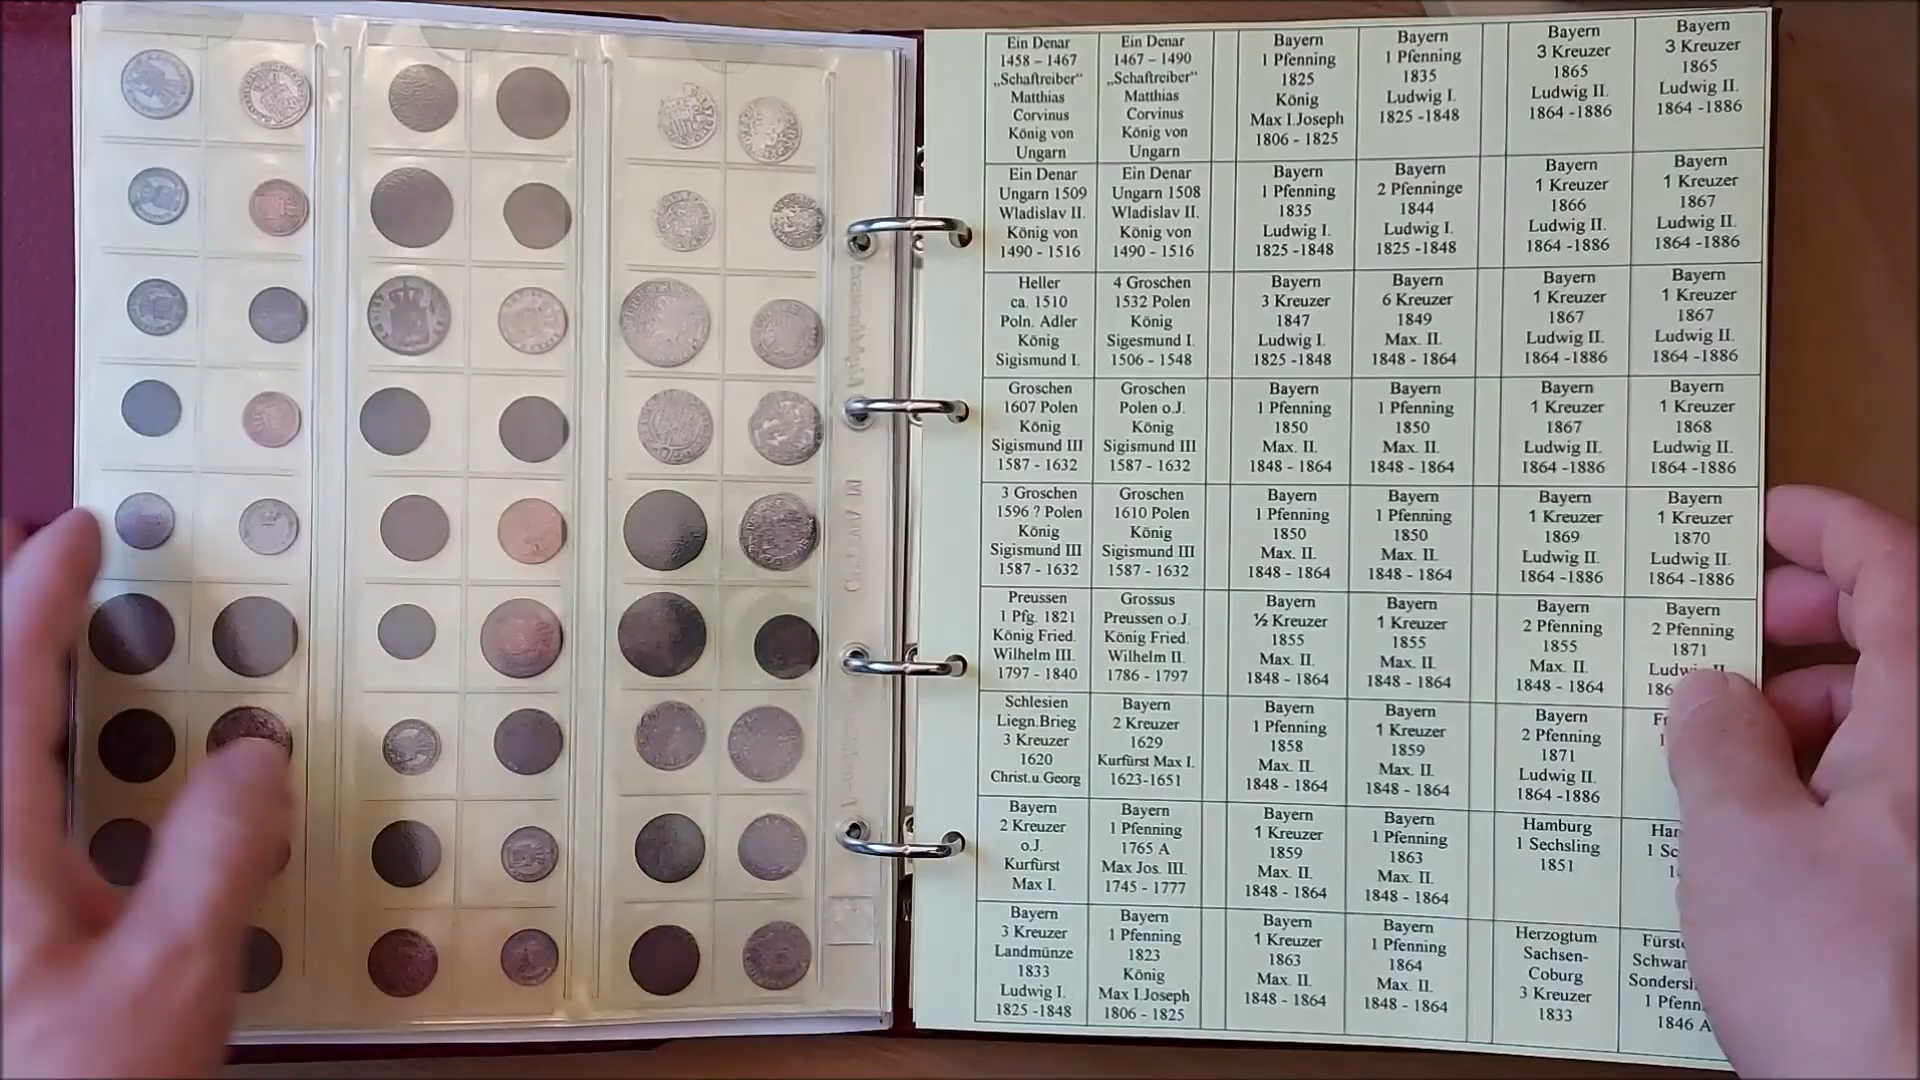 Ein Denar
1458 – 1467
„Schaftreiber“
Matthias
Corvinus
König von
Ungarn
Ein Denar
1467 – 1490
„Schaftreiber“
Matthias
Corvinus
König von
Ungarn
Bayern
1 Pfenning
1825
König
Max I.Joseph
1806 - 1825
Bayern
1 Pfenning
1835
Ludwig I.
1825 -1848
Bayern
3 Kreuzer
1865
Ludwig II.
1864 -1886
Bayern
3 Kreuzer
1865
Ludwig II.
1864 -1886
Ein Denar
Ungarn 1509
Wladislav II.
König von
1490 - 1516
Ein Denar
Ungarn 1508
Wladislav II.
König von
1490 - 1516
Bayern
1 Pfenning
1835
Ludwig I.
1825 -1848
Bayern
2 Pfenninge
1844
Ludwig I.
1825 -1848
Bayern
1 Kreuzer
1866
Ludwig II.
1864 -1886
Bayern
1 Kreuzer
1867
Ludwig II.
1864 -1886
Heller
ca. 1510
Poln. Adler
König
Sigismund I.
4 Groschen
1532 Polen
König
Sigesmund I.
1506 - 1548
Bayern
3 Kreuzer
1847
Ludwig I.
1825 -1848
Bayern
6 Kreuzer
1849
Max. II.
1848 - 1864
Bayern
1 Kreuzer
1867
Ludwig II.
1864 -1886
Bayern
1 Kreuzer
1867
Ludwig II.
1864 -1886
Groschen
1607 Polen
König
Sigismund III
1587 - 1632
Groschen
Polen o.J.
König
Sigismund III
1587 - 1632
Bayern
1 Pfenning
1850
Max. II.
1848 - 1864
Bayern
1 Pfenning
1850
Max. II.
1848 - 1864
Bayern
1 Kreuzer
1867
Ludwig II.
1864 -1886
Bayern
1 Kreuzer
1868
Ludwig II.
1864 -1886
3 Groschen
1596 ? Polen
König
Sigismund III
1587 - 1632
Groschen
1610 Polen
König
Sigismund III
1587 - 1632
Bayern
1 Pfenning
1850
Max. II.
1848 - 1864
Bayern
1 Pfenning
1850
Max. II.
1848 - 1864
Bayern
1 Kreuzer
1869
Ludwig II.
1864 -1886
Bayern
1 Kreuzer
1870
Ludwig II.
1864 -1886
Preussen
1 Pfg. 1821
König Fried.
Wilhelm III.
1797 - 1840
Grossus
Preussen o.J.
König Fried.
Wilhelm II.
1786 - 1797
Bayern
½ Kreuzer
1855
Max. II.
1848 - 1864
Bayern
1 Kreuzer
1855
Max. II.
1848 - 1864
Bayern
2 Pfenning
1855
Max. II.
1848 - 1864
Bayern
2 Pfenning
1871
Schlesien
Liegn.Brieg
3 Kreuzer
1620
Christ.u.Georg
Bayern
2 Kreuzer
1629
Kurfürst Max I.
1623-1651
Bayern
1 Pfenning
1858
Max. II.
1848 - 1864
Bayern
1 Kreuzer
1859
Max. II.
1848 - 1864
Bayern
2 Pfenning
1871
Ludwig II.
1864 -1886
Bayern
2 Kreuzer
o.J.
Kurfürst
Max I.
Bayern
1 Pfenning
1765 A
Max Jos. III.
1745 - 1777
Bayern
1 Kreuzer
1859
Max. II.
1848 - 1864
Bayern
1 Pfenning
1863
Max. II.
1848 - 1864
Hamburg
1 Sechsling
1851
Bayern
3 Kreuzer
Landmünze
1833
Ludwig I.
1825 -1848
Bayern
1 Pfenning
1823
König
Max I.Joseph
1806 - 1825
Bayern
1 Kreuzer
1863
Max. II.
1848 - 1864
Bayern
1 Pfenning
1864
Max. II.
1848 - 1864
Herzogtum
Sachsen-
Coburg
3 Kreuzer
1833
1846 A